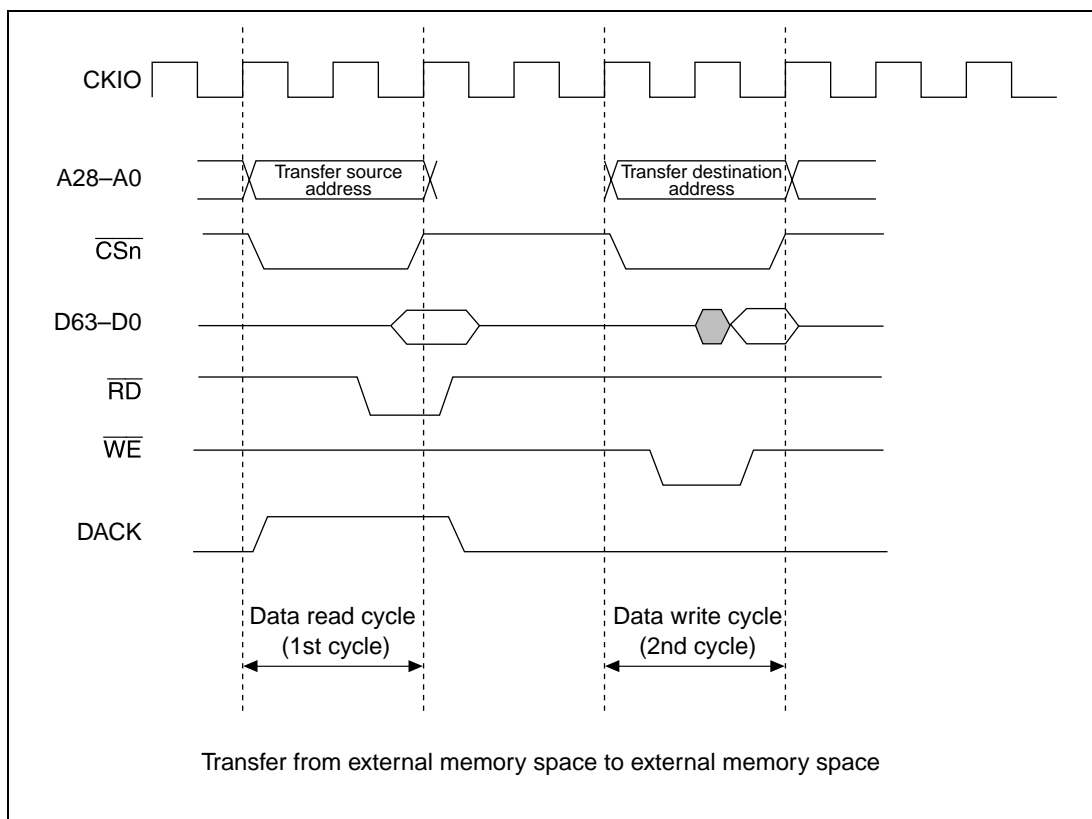 CKIO
A28–A0
Transfer source
address
Transfer destination
address
CSn
D63–D0
RD
WE
DACK
Data read cycle
(1st cycle)
Data write cycle
(2nd cycle)
Transfer from external memory space to external memory space